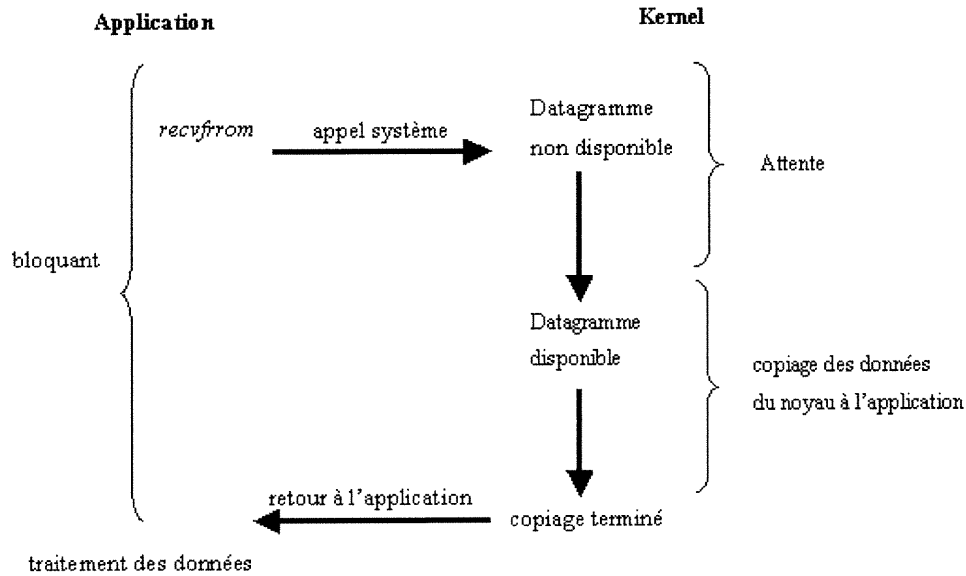 Application
Kernel
recvfrrom
appel système
Datagramme
non disponible
Attente
bloquant
Datagramme
disponible
copiage des données
du noyau à l'application
retour à l'application
copiage terminé
traitement des données